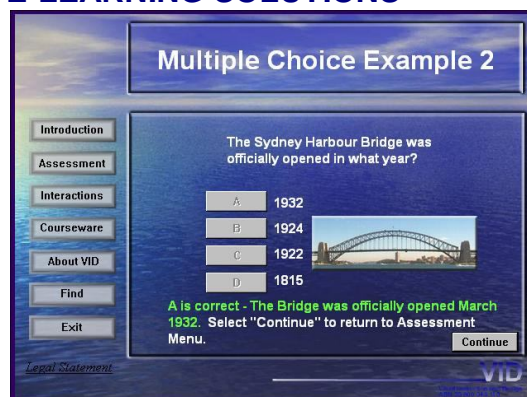 E-LEARNING SOLUTIONS
Multiple Choice Example 2
Introduction
Assessment
Interactions
Courseware
About VID
Find
Exit
Legal Statement
The Sydney Harbour Bridge was
officially opened in what year?
A 1932
B 1924
C 1922
D 1815
A is correct - The Bridge was officially opened March
1932. Select "Continue" to return to Assessment
Menu.
Continue
VID